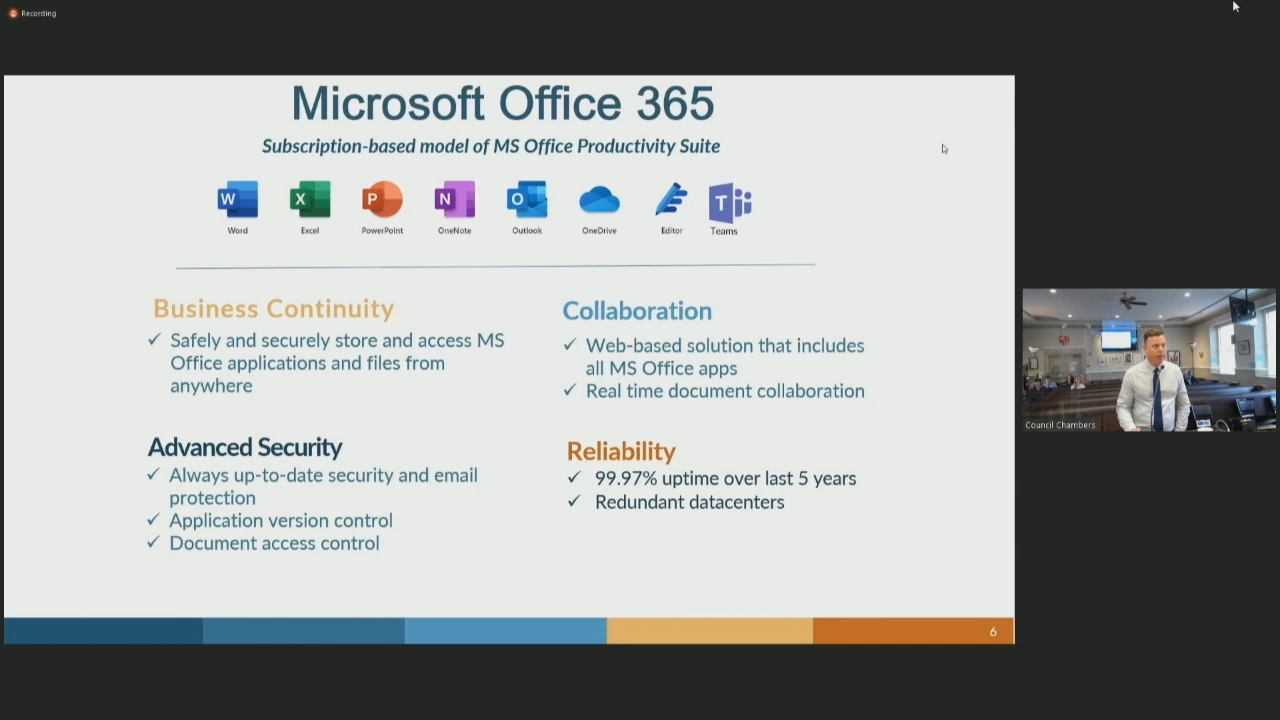 Recording
Microsoft Office 365
Subscription-based model of MS Office Productivity Suite
W X P N O T
Word Excel PowerPoint OneNote Outlook OneDrive Editor Teams
Business Continuity
✓ Safely and securely store and access MS
Office applications and files from
anywhere
Collaboration
✓ Web-based solution that includes
all MS Office apps
✓ Real time document collaboration
Advanced Security
✓ Always up-to-date security and email
protection
✓ Application version control
✓ Document access control
Reliability
✓ 99.97% uptime over last 5 years
✓ Redundant datacenters
6
Council Chambers